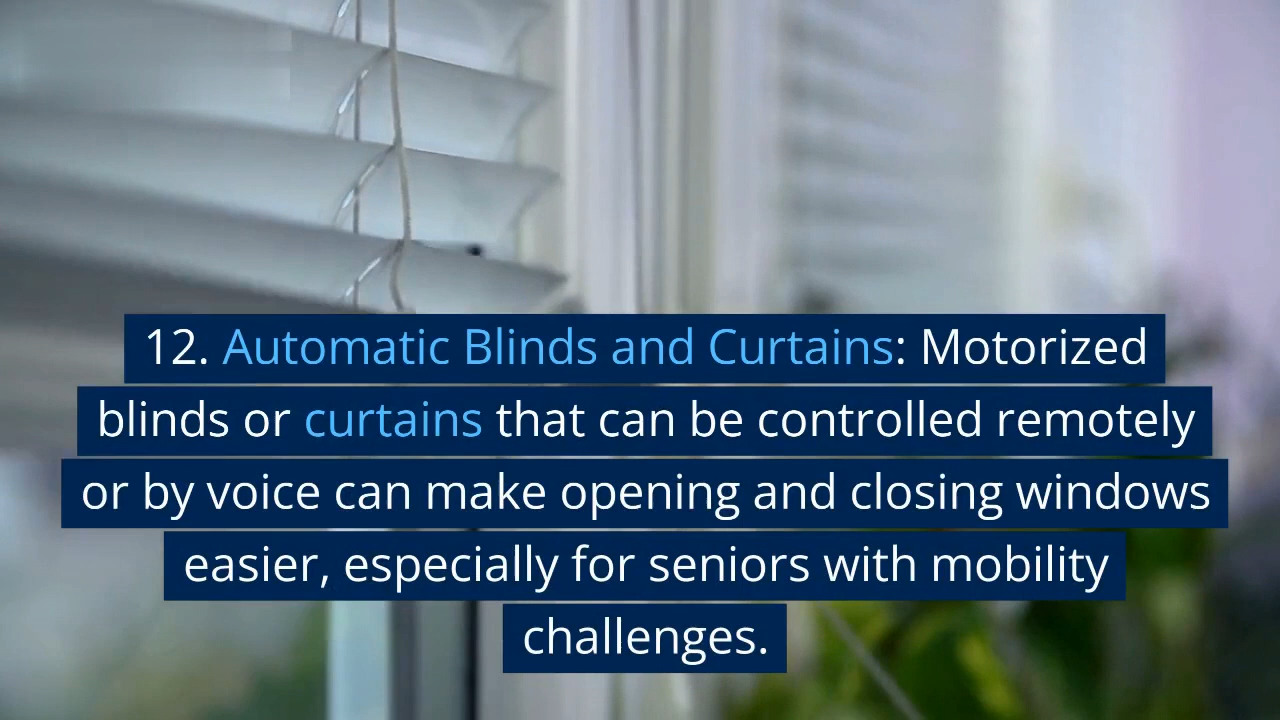 12. Automatic Blinds and Curtains: Motorized
blinds or curtains that can be controlled remotely
or by voice can make opening and closing windows
easier, especially for seniors with mobility
challenges.